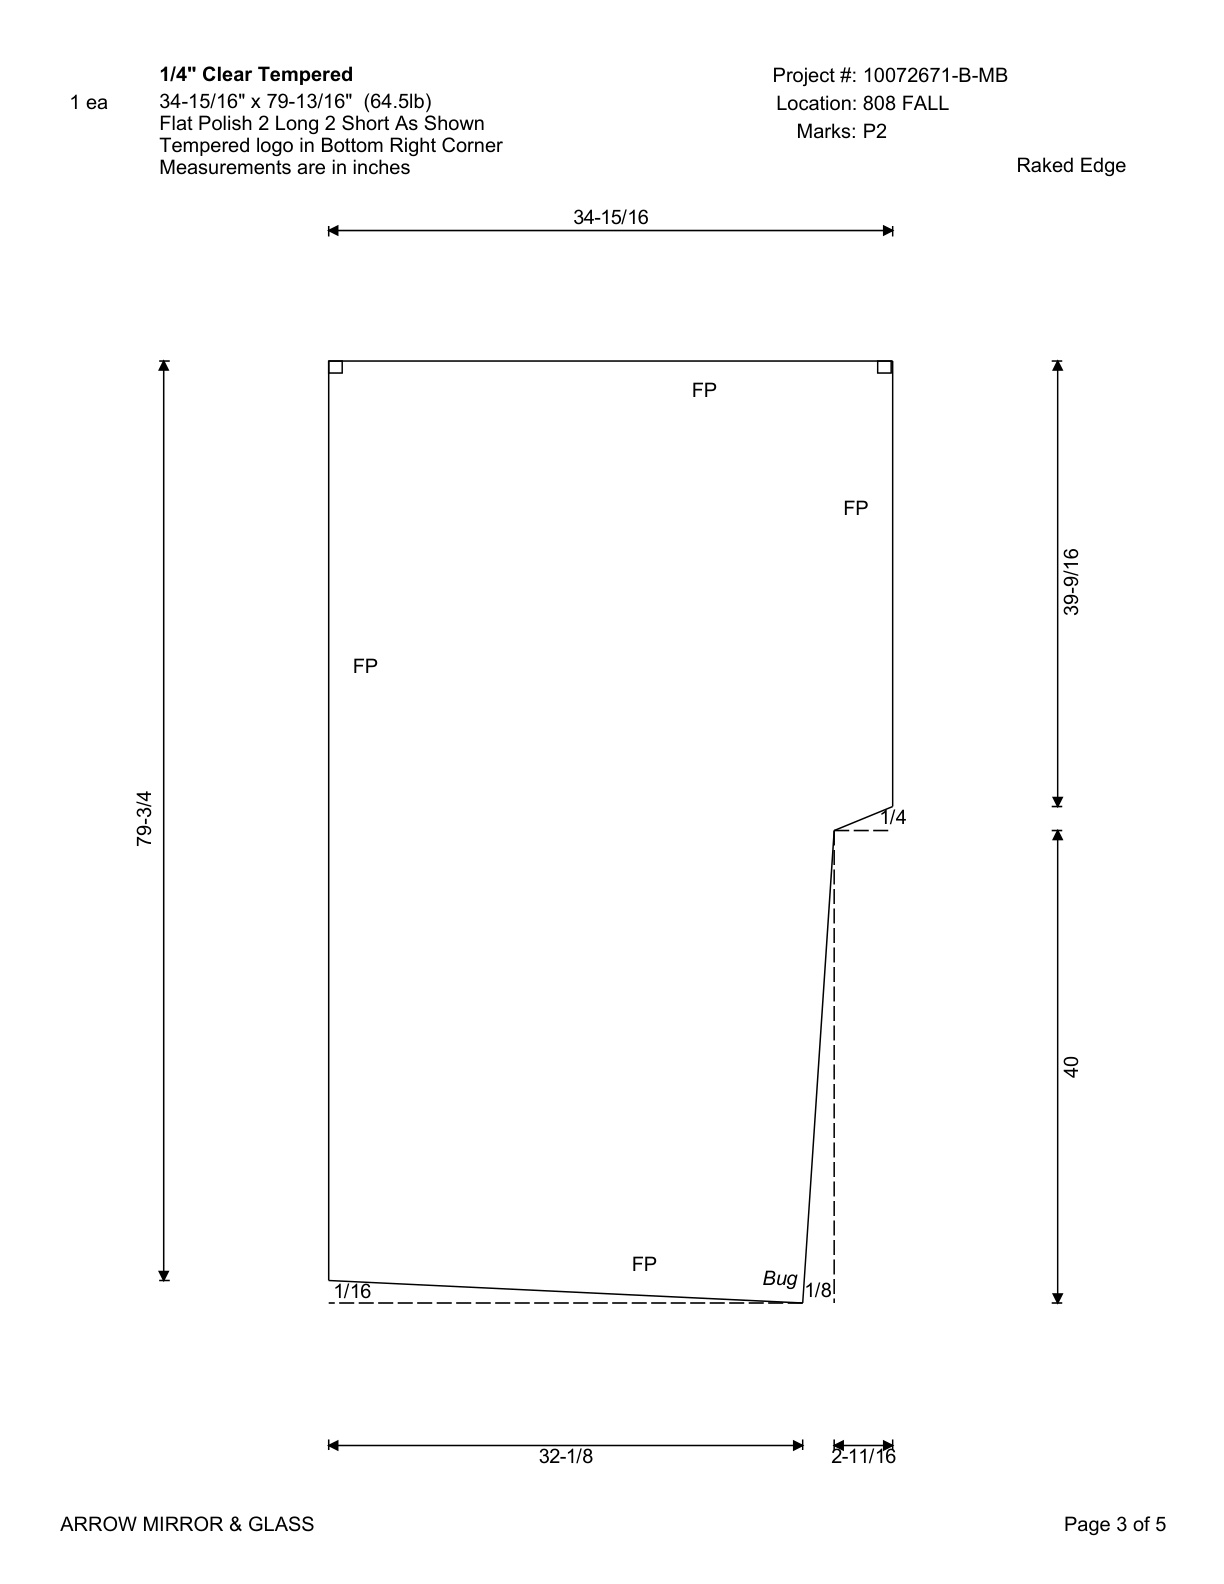 1/4" Clear Tempered
Project #: 10072671-B-MB
1 ea
34-15/16" x 79-13/16" (64.5lb)
Location: 808 FALL
Flat Polish 2 Long 2 Short As Shown
Marks: P2
Tempered logo in Bottom Right Corner
Measurements are in inches
Raked Edge
34-15/16
FP
FP
39-9/16
FP
79-3/4
1/4
40
FP
Bug
1/16
1/8
32-1/8
2-11/16
ARROW MIRROR & GLASS
Page 3 of 5